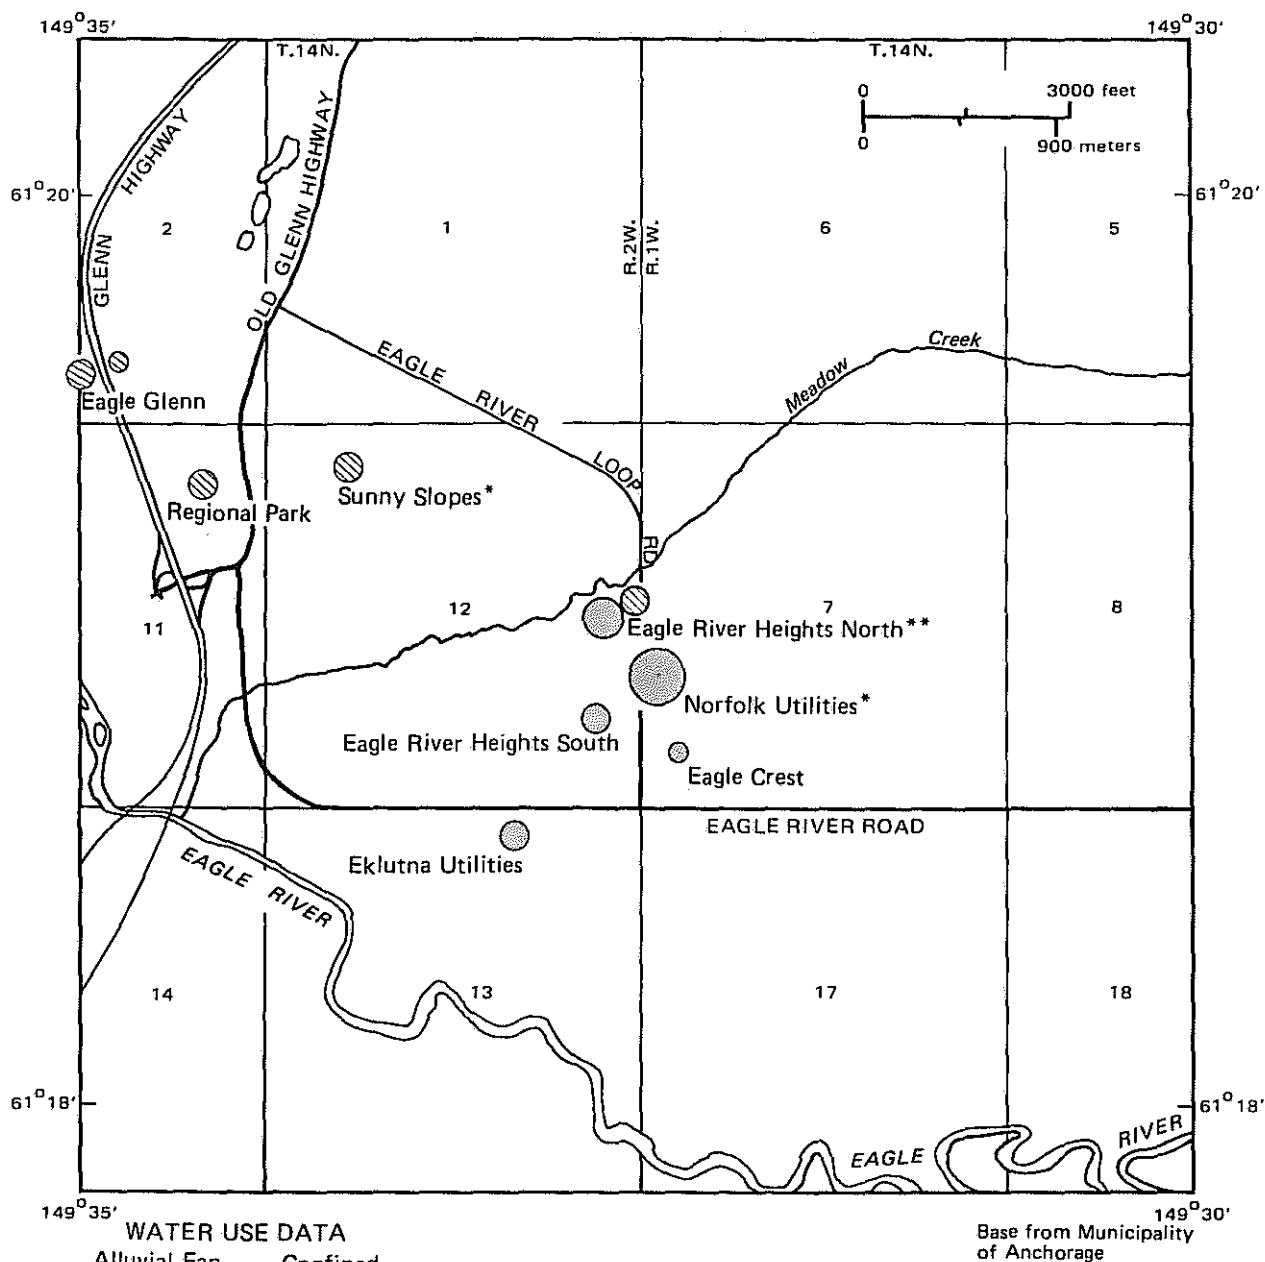 149°35' 149°30'
T.14N. T.14N.
0 3000 feet
0 900 meters
HIGHWAY
GLENN
OLD GLENN HIGHWAY
61°20' 61°20'
2 1 6 5
R.2W.
R.1W.
EAGLE RIVER LOOP RD
Meadow Creek
Eagle Glenn
Sunny Slopes*
Regional Park
12 7 8
11
Eagle River Heights North**
Norfolk Utilities*
Eagle River Heights South
Eagle Crest
EAGLE RIVER ROAD
Eklutna Utilities
EAGLE RIVER
14 13 17 18
61°18' 61°18'
EAGLE RIVER
149°35' 149°30'
WATER USE DATA
Alluvial Fan Confined
Base from Municipality
of Anchorage